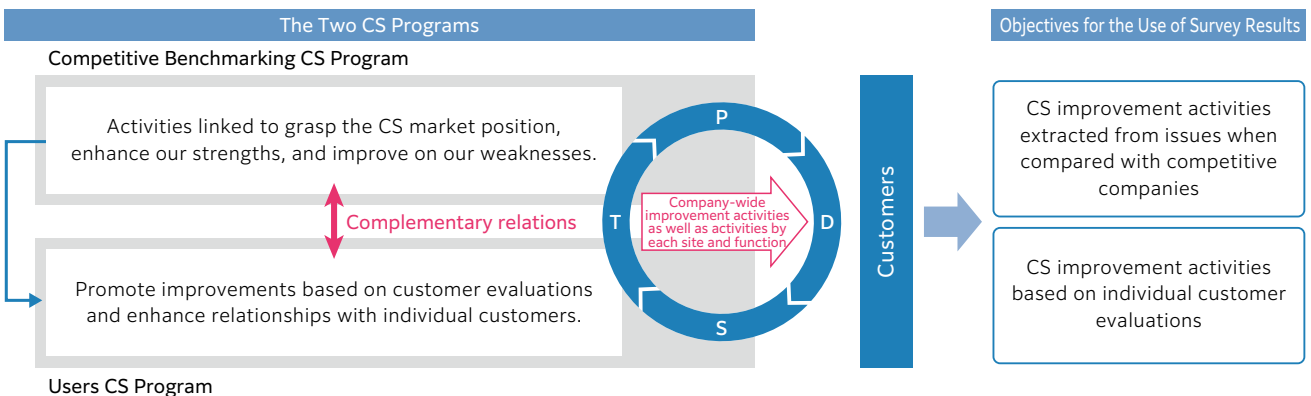 The Two CS Programs
Objectives for the Use of Survey Results
Competitive Benchmarking CS Program
Activities linked to grasp the CS market position,
enhance our strengths, and improve on our weaknesses.
Complementary relations
Promote improvements based on customer evaluations
and enhance relationships with individual customers.
Users CS Program
P
D
S
T
Company-wide
improvement activities
as well as activities by
each site and function
Customers
CS improvement activities
extracted from issues when
compared with competitive
companies
CS improvement activities
based on individual customer
evaluations